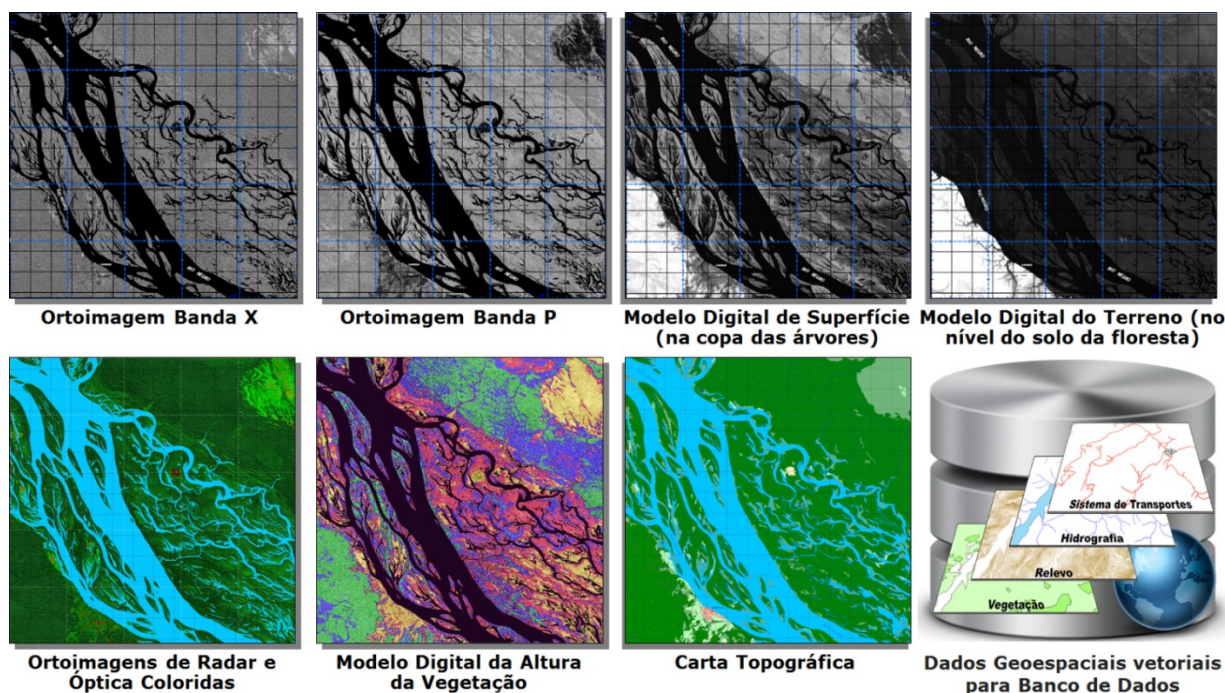 Ortoimagem Banda X
Ortoimagem Banda P
Modelo Digital de Superfície
(na copa das árvores)
Modelo Digital do Terreno (no
nível do solo da floresta)
Sistema de Transportes
Hidrografia
Relevo
Vegetação
Ortoimagens de Radar e
Óptica Coloridas
Modelo Digital da Altura
da Vegetação
Carta Topográfica
Dados Geoespaciais vetoriais
para Banco de Dados